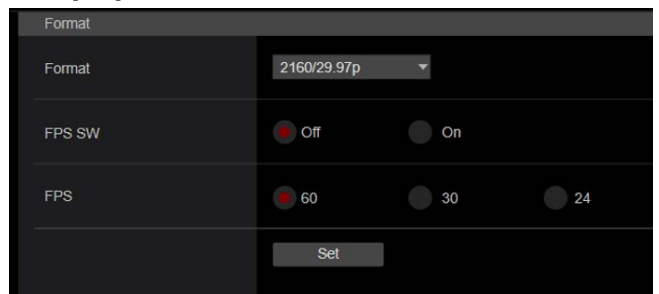 Format
Format 2160/29.97p
FPS SW Off On
FPS 60 30 24
Set